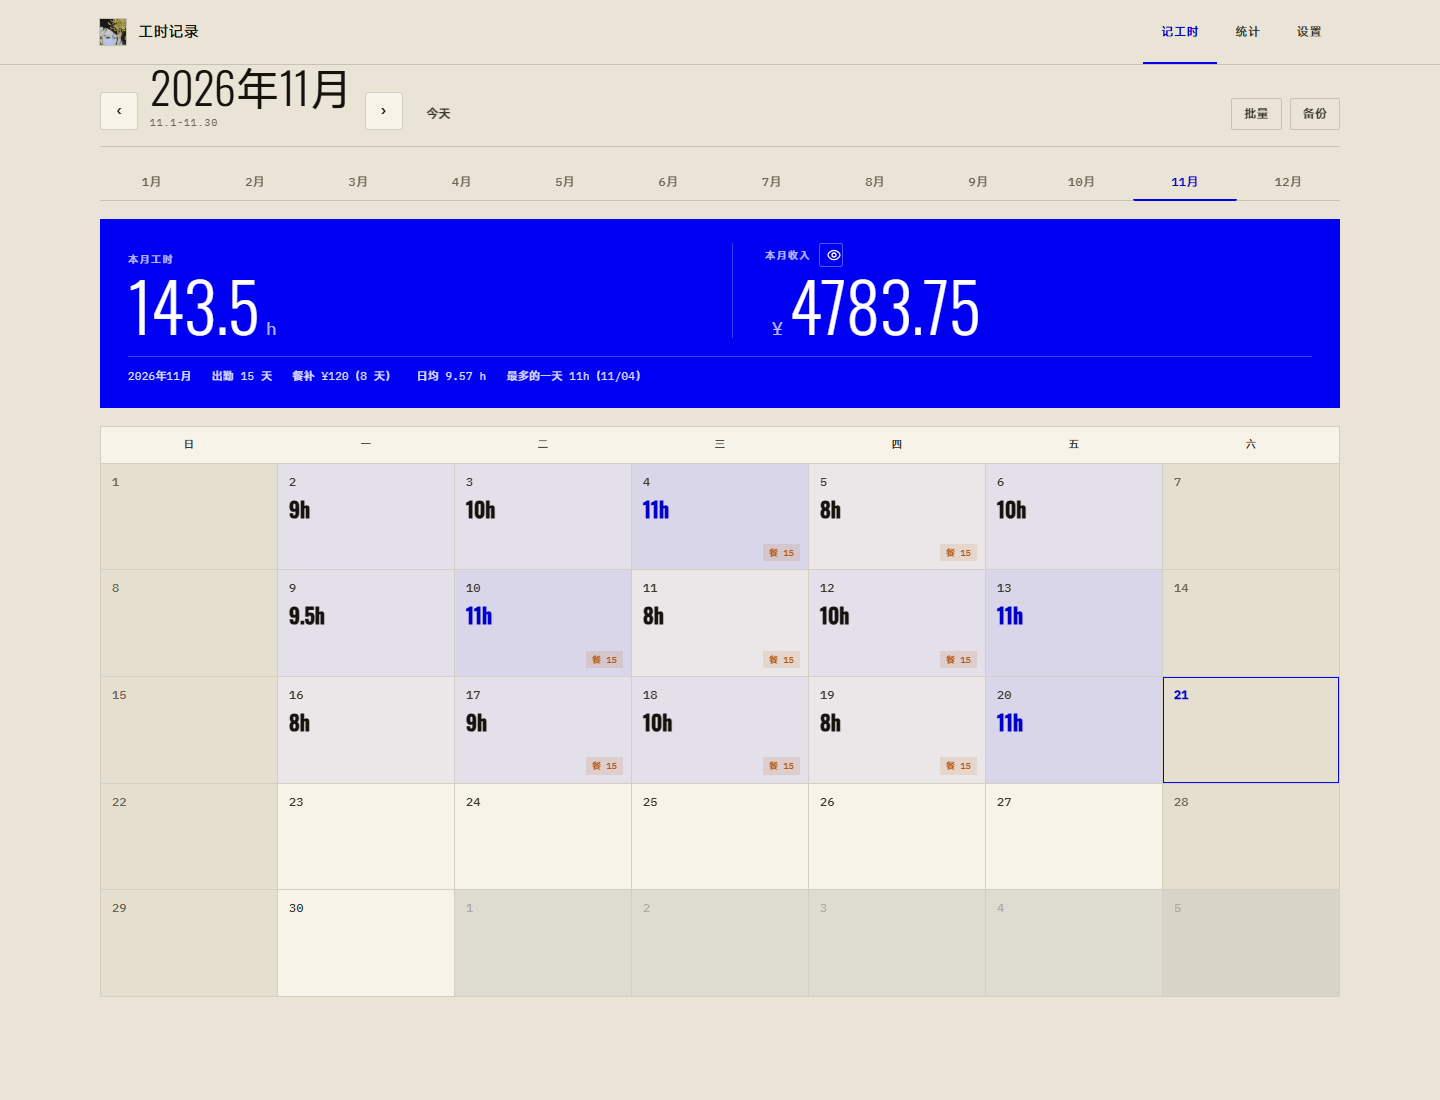 工时记录
记工时 统计 设置
‹ 2026年11月 › 今天 批量 备份
11.1-11.30
1月 2月 3月 4月 5月 6月 7月 8月 9月 10月 11月 12月
本月工时 本月收入
143.5 h ¥ 4783.75
2026年11月 出勤 15 天 餐补 ¥120 (8 天) 日均 9.57 h 最多的一天 11h (11/04)
日 一 二 三 四 五 六
1 2 3 4 5 6 7
9h 10h 11h 8h 10h
餐 15 餐 15
8 9 10 11 12 13 14
9.5h 11h 8h 10h 11h
餐 15 餐 15 餐 15
15 16 17 18 19 20 21
8h 9h 10h 8h 11h
餐 15 餐 15 餐 15
22 23 24 25 26 27 28
29 30 1 2 3 4 5